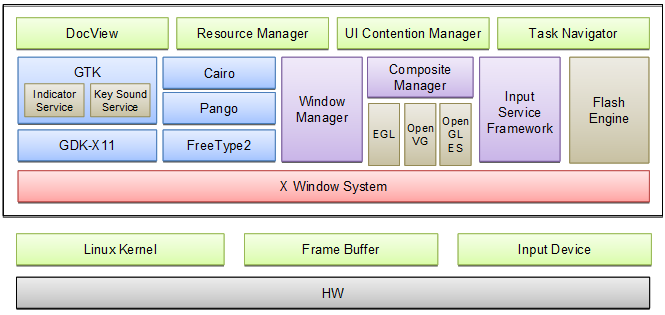 DocView
Resource Manager
UI Contention Manager
Task Navigator
GTK
Indicator
Service
Key Sound
Service
GDK-X11
Cairo
Pango
FreeType2
Window
Manager
Composite
Manager
EGL
Open
VG
Open
GL
ES
Input
Service
Framework
Flash
Engine
X Window System
Linux Kernel
Frame Buffer
Input Device
HW